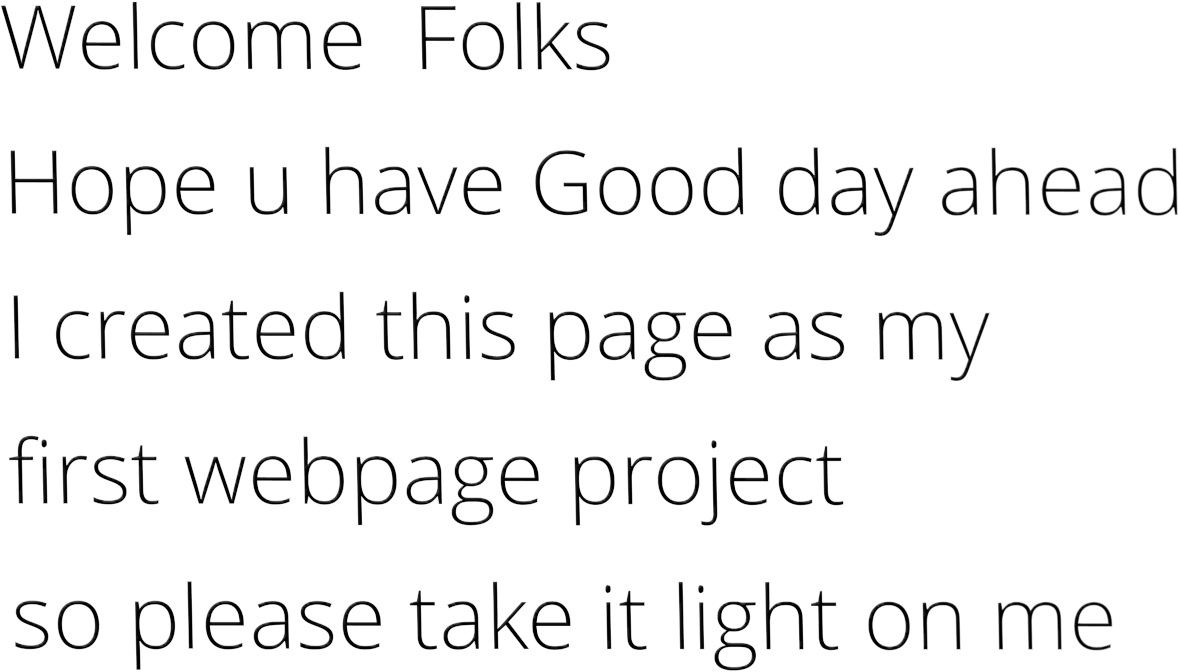 Welcome  Folks
Hope u have Good day ahead
I created this page as my
first webpage project
so please take it light on me